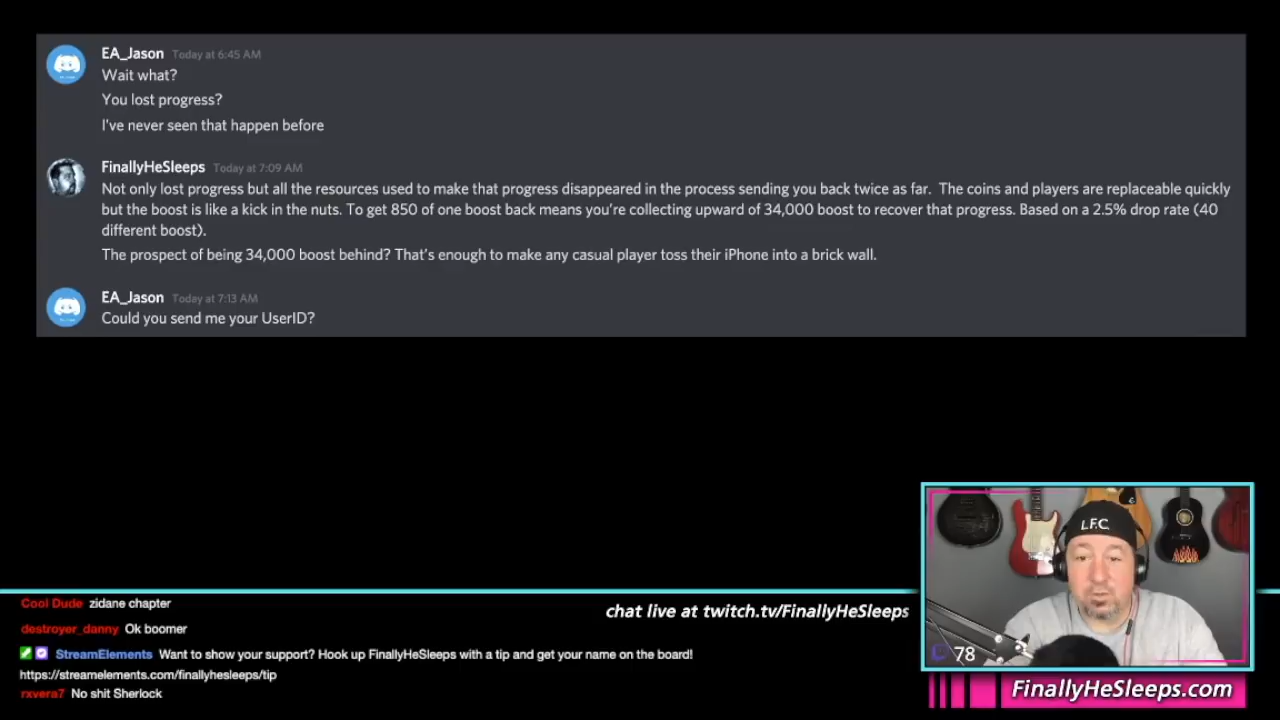 EA_Jason Today at 6:45 AM
Wait what?
You lost progress?
I've never seen that happen before
FinallyHeSleeps Today at 7:09 AM
Not only lost progress but all the resources used to make that progress disappeared in the process sending you back twice as far. The coins and players are replaceable quickly
but the boost is like a kick in the nuts. To get 850 of one boost back means you're collecting upward of 34,000 boost to recover that progress. Based on a 2.5% drop rate (40
different boost).
The prospect of being 34,000 boost behind? That's enough to make any casual player toss their iPhone into a brick wall.
EA_Jason Today at 7:13 AM
Could you send me your UserID?
L.F.C.
78
FinallyHeSleeps.com
chat live at twitch.tv/FinallyHeSleeps
Cool Dude zidane chapter
destroyer_danny Ok boomer
StreamElements Want to show your support? Hook up FinallyHeSleeps with a tip and get your name on the board!
https://streamelements.com/finallyhesleeps/tip
rxvera7 No shit Sherlock